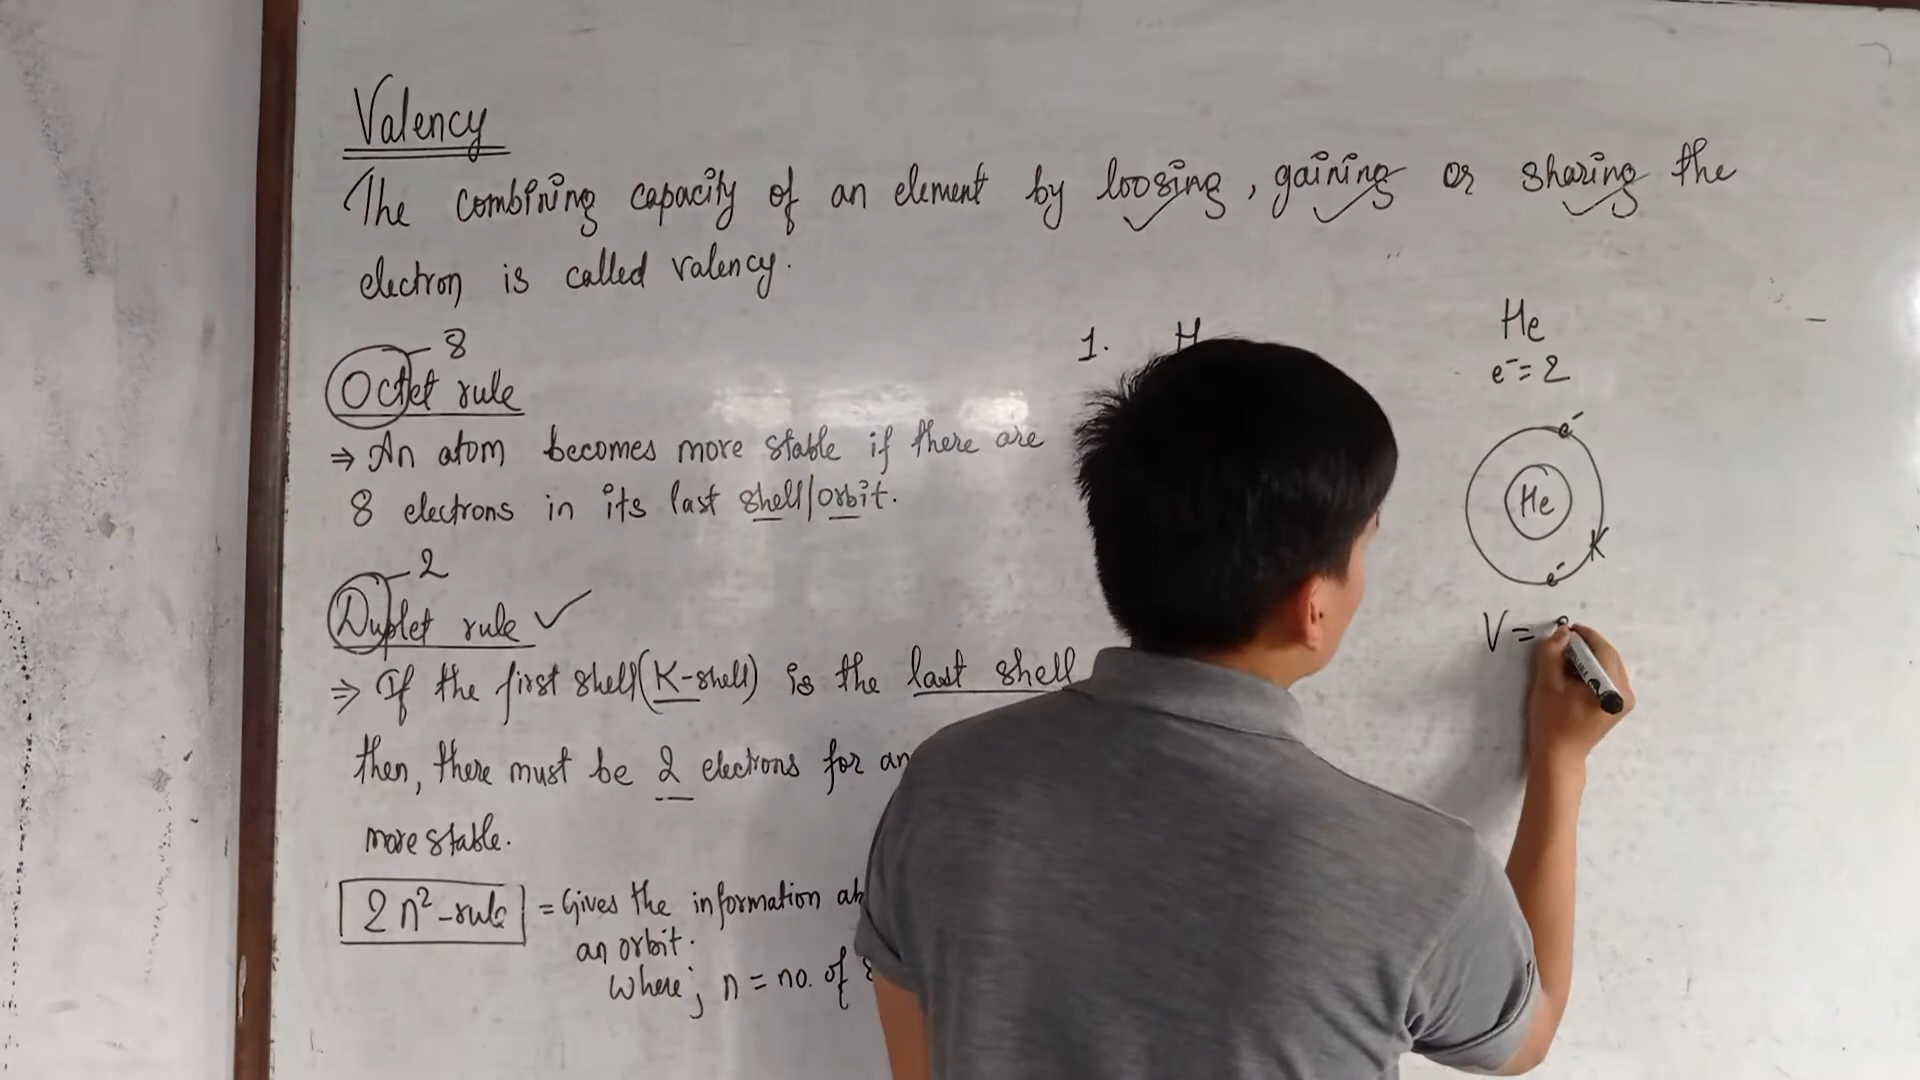 Valency
The combining capacity of an element by loosing, gaining or sharing the
electron is called valency.
8
Octet rule
⇒ An atom becomes more stable if there are
8 electrons in its last shell/orbit.
2
Duplet rule ✓
⇒ If the first shell (K-shell) is the last shell
then, there must be 2 electrons for an
more stable.
2n²-rule = Gives the information
an orbit.
Where; n = no. of
1. H
He
e⁻ = 2
e⁻
He
K
e⁻
V =